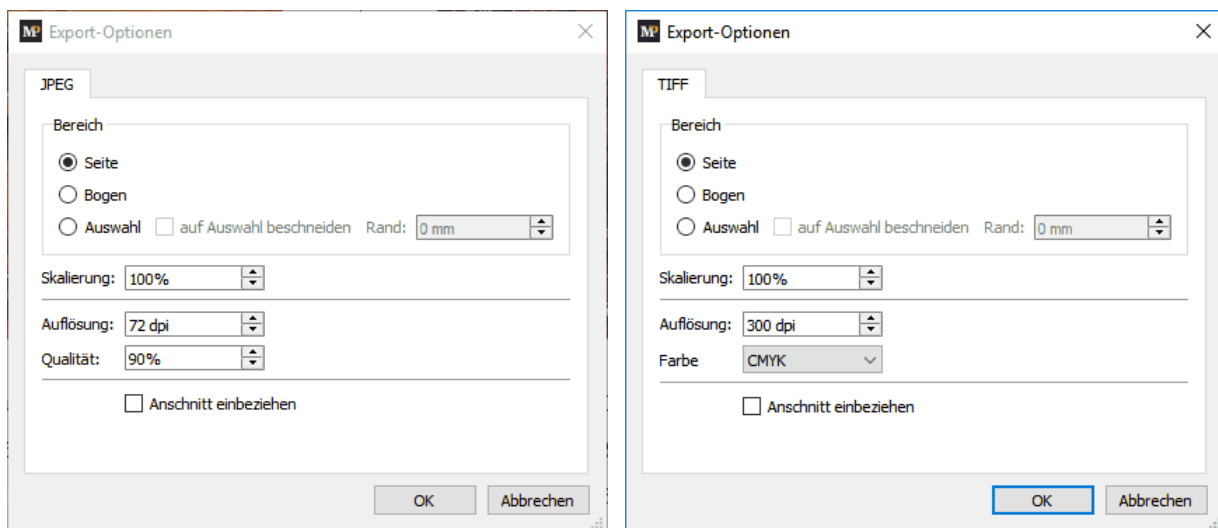 MP Export-Optionen
JPEG
Bereich
Seite
Bogen
Auswahl auf Auswahl beschneiden Rand: 0 mm
Skalierung: 100%
Auflösung: 72 dpi
Qualität: 90%
Anschnitt einbeziehen
OK Abbrechen
MP Export-Optionen
TIFF
Bereich
Seite
Bogen
Auswahl auf Auswahl beschneiden Rand: 0 mm
Skalierung: 100%
Auflösung: 300 dpi
Farbe CMYK
Anschnitt einbeziehen
OK Abbrechen